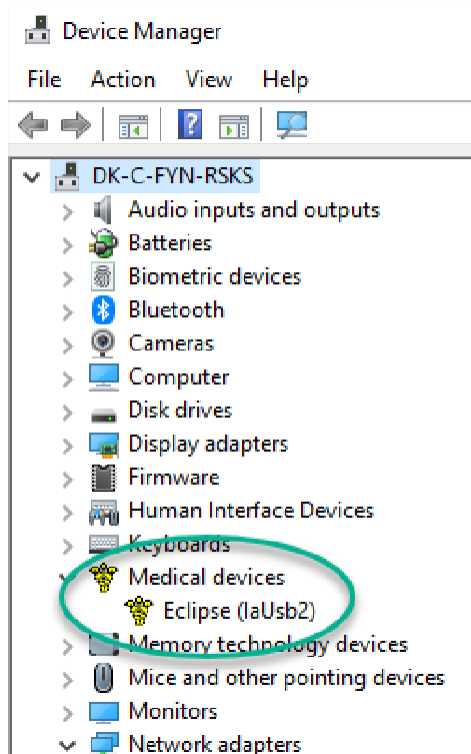 Device Manager
File Action View Help
DK-C-FYN-RSKS
Audio inputs and outputs
Batteries
Biometric devices
Bluetooth
Cameras
Computer
Disk drives
Display adapters
Firmware
Human Interface Devices
Keyboards
Medical devices
Eclipse (IaUsb2)
Memory technology devices
Mice and other pointing devices
Monitors
Network adapters